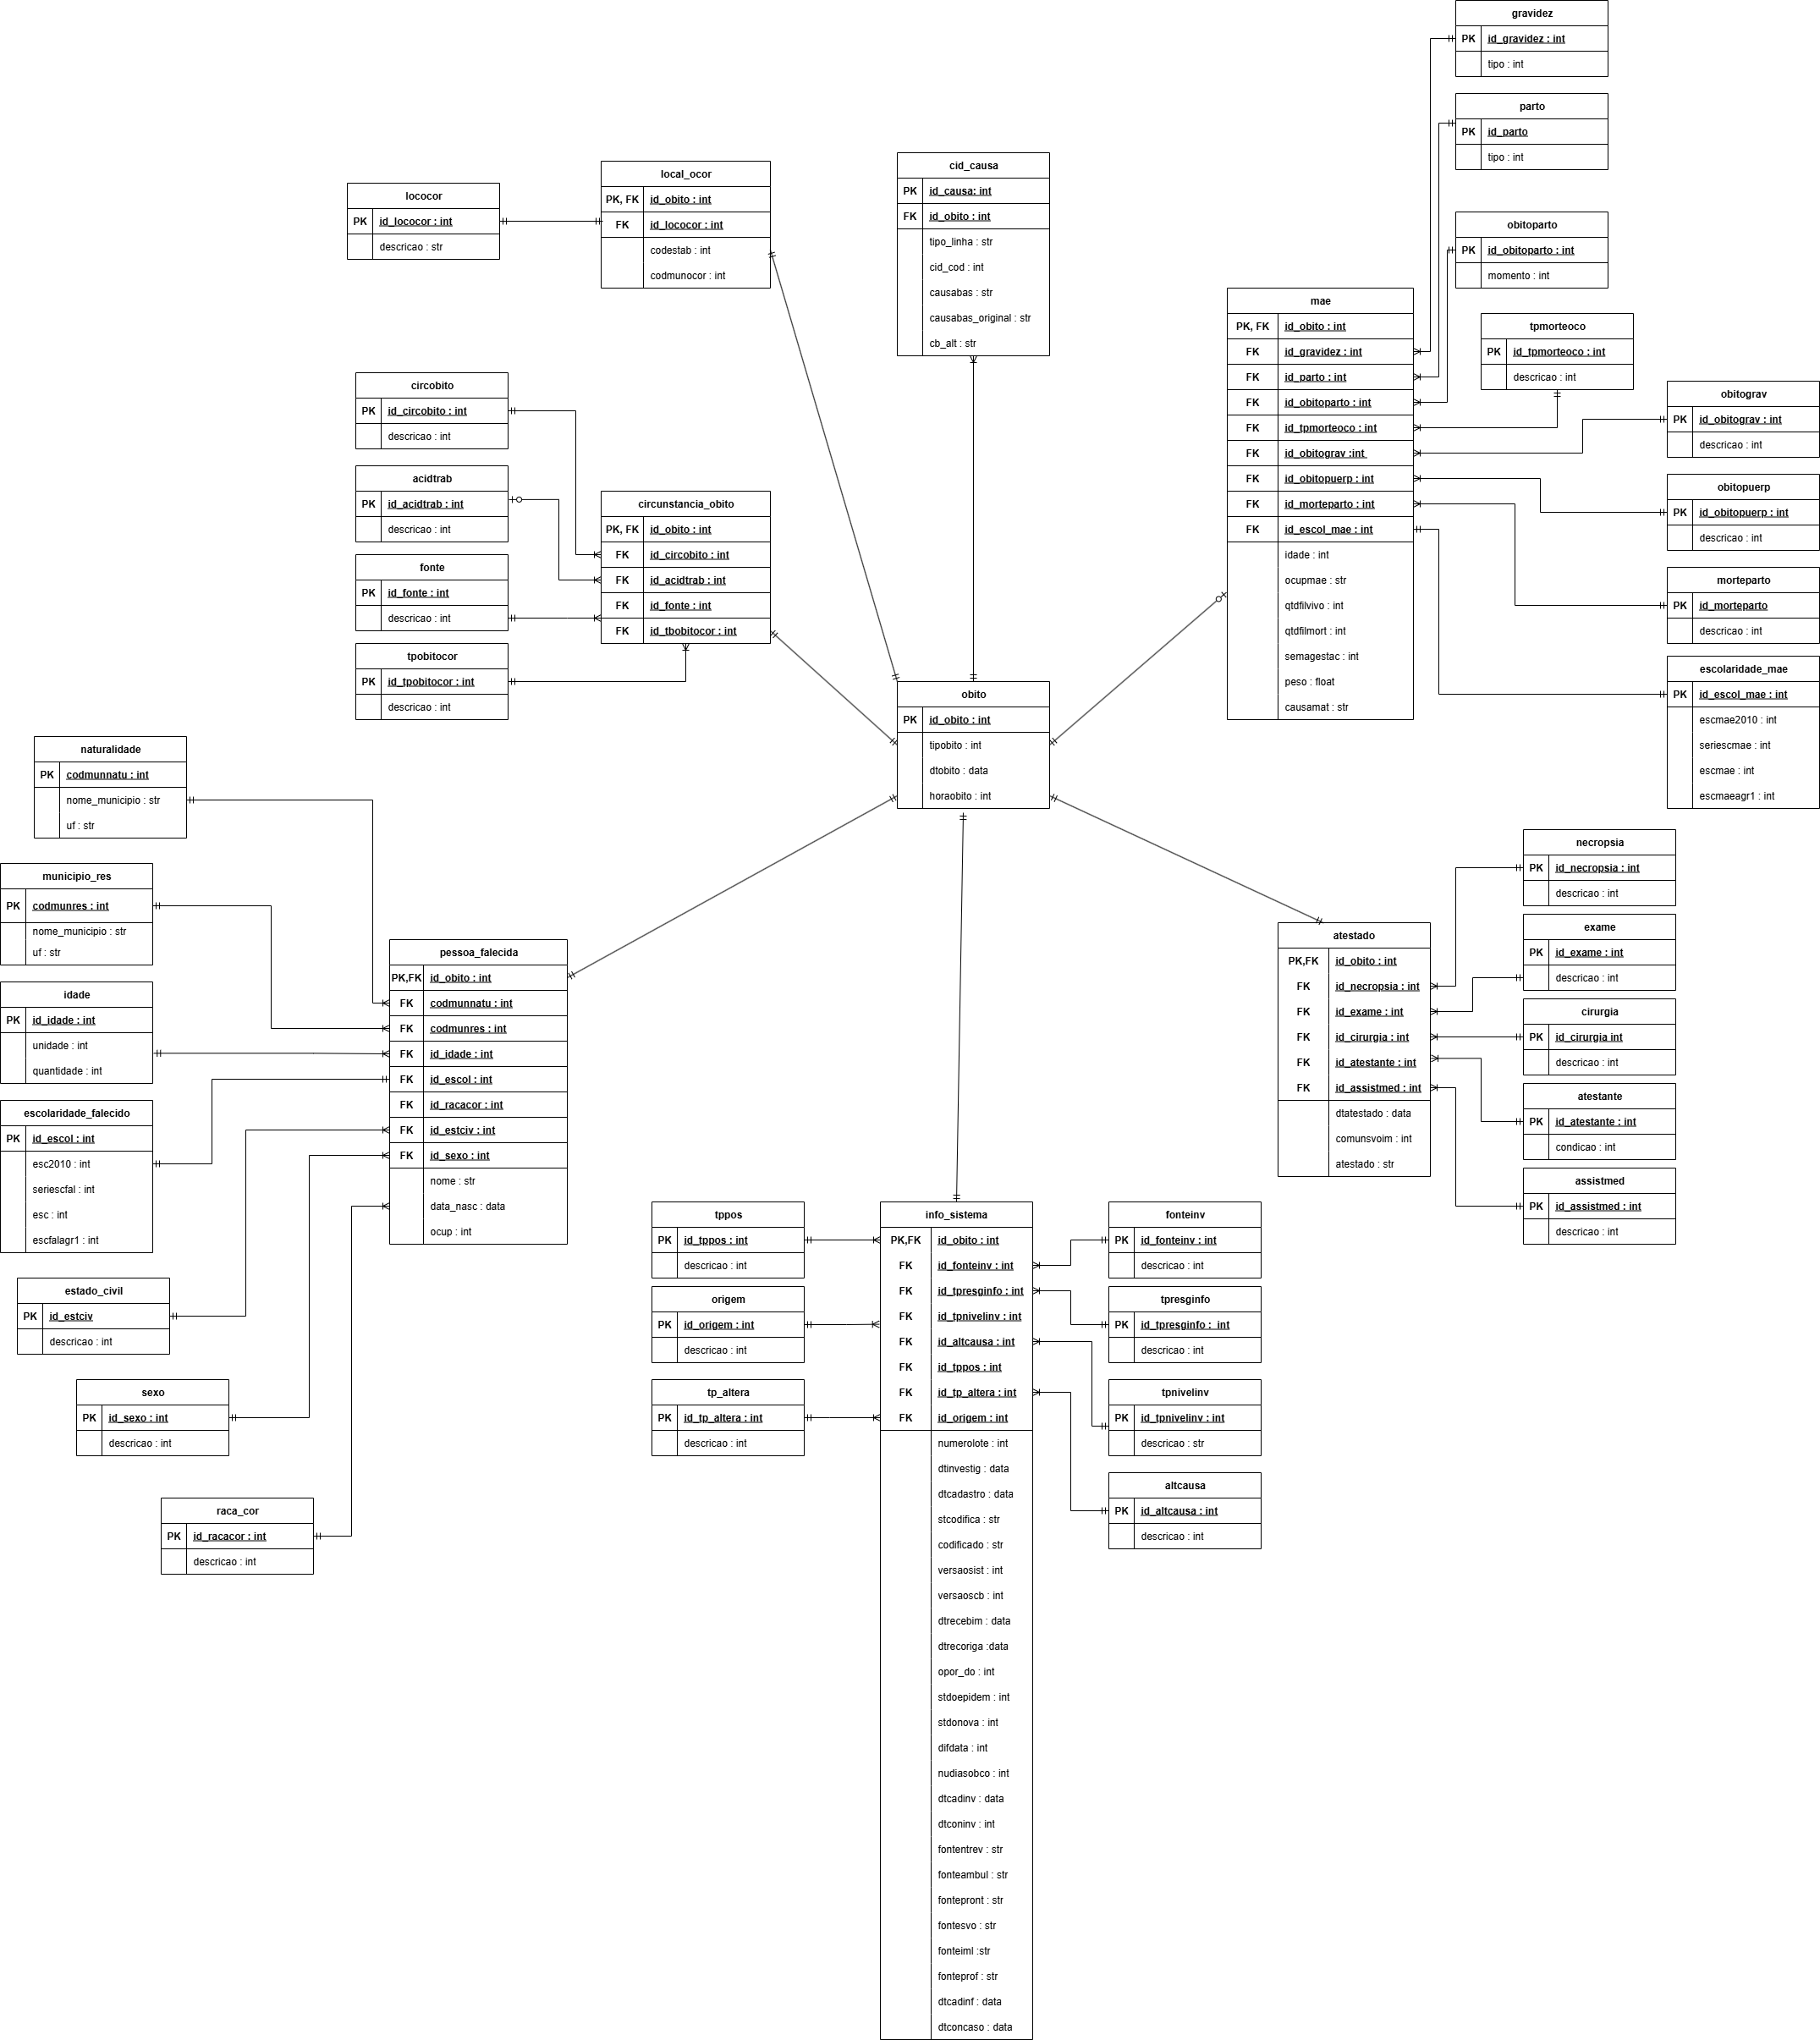 gravidez
PK id_gravidez : int
tipo : int
parto
PK id_parto
tipo : int
obitoparto
PK id_obitoparto : int
momento : int
tpmorteoco
PK id_tpmorteoco : int
descricao : int
obitograv
PK id_obitograv : int
descricao : int
obitopuerp
PK id_obitopuerp : int
descricao : int
morteparto
PK id_morteparto
descricao : int
escolaridade_mae
PK id_escol_mae : int
escmae2010 : int
seriescmae : int
escmae : int
escmaeagr1 : int
mae
PK, FK id_obito : int
FK id_gravidez : int
FK id_parto : int
FK id_obitoparto : int
FK id_tpmorteoco : int
FK id_obitograv :int
FK id_obitopuerp : int
FK id_morteparto : int
FK id_escol_mae : int
idade : int
ocupmae : str
qtdfilvivo : int
qtdfilmort : int
semagestac : int
peso : float
causamat : str
cid_causa
PK id_causa: int
FK id_obito : int
tipo_linha : str
cid_cod : int
causabas : str
causabas_original : str
cb_alt : str
local_ocor
PK, FK id_obito : int
FK id_lococor : int
codestab : int
codmunocor : int
lococor
PK id_lococor : int
descricao : str
circobito
PK id_circobito : int
descricao : int
acidtrab
PK id_acidtrab : int
descricao : int
fonte
PK id_fonte : int
descricao : int
tpobitocor
PK id_tpobitocor : int
descricao : int
circunstancia_obito
PK, FK id_obito : int
FK id_circobito : int
FK id_acidtrab : int
FK id_fonte : int
FK id_tbobitocor : int
obito
PK id_obito : int
tipobito : int
dtobito : data
horaobito : int
naturalidade
PK codmunnatu : int
nome_municipio : str
uf : str
municipio_res
PK codmunres : int
nome_municipio : str
uf : str
idade
PK id_idade : int
unidade : int
quantidade : int
escolaridade_falecido
PK id_escol : int
esc2010 : int
seriescfal : int
esc : int
escfalagr1 : int
estado_civil
PK id_estciv
descricao : int
sexo
PK id_sexo : int
descricao : int
raca_cor
PK id_racacor : int
descricao : int
pessoa_falecida
PK,FK id_obito : int
FK codmunnatu : int
FK codmunres : int
FK id_idade : int
FK id_escol : int
FK id_racacor : int
FK id_estciv : int
FK id_sexo : int
nome : str
data_nasc : data
ocup : int
atestado
PK,FK id_obito : int
FK id_necropsia : int
FK id_exame : int
FK id_cirurgia : int
FK id_atestante : int
FK id_assistmed : int
dtatestado : data
comunsvoim : int
atestado : str
necropsia
PK id_necropsia : int
descricao : int
exame
PK id_exame : int
descricao : int
cirurgia
PK id_cirurgia int
descricao : int
atestante
PK id_atestante : int
condicao : int
assistmed
PK id_assistmed : int
descricao : int
tppos
PK id_tppos : int
descricao : int
origem
PK id_origem : int
descricao : int
tp_altera
PK id_tp_altera : int
descricao : int
info_sistema
PK,FK id_obito : int
FK id_fonteinv : int
FK id_tpresginfo : int
FK id_tpnivelinv : int
FK id_altcausa : int
FK id_tppos : int
FK id_tp_altera : int
FK id_origem : int
numerolote : int
dtinvestig : data
dtcadastro : data
stcodifica : str
codificado : str
versaosist : int
versaoscb : int
dtrecebim : data
dtrecoriga :data
opor_do : int
stdoepidem : int
stdonova : int
difdata : int
nudiasobco : int
dtcadinv : data
dtconinv : int
fontentrev : str
fonteambul : str
fontepront : str
fontesvo : str
fonteiml :str
fonteprof : str
dtcadinf : data
dtconcaso : data
fonteinv
PK id_fonteinv : int
descricao : int
tpresginfo
PK id_tpresginfo : int
descricao : int
tpnivelinv
PK id_tpnivelinv : int
descricao : str
altcausa
PK id_altcausa : int
descricao : int